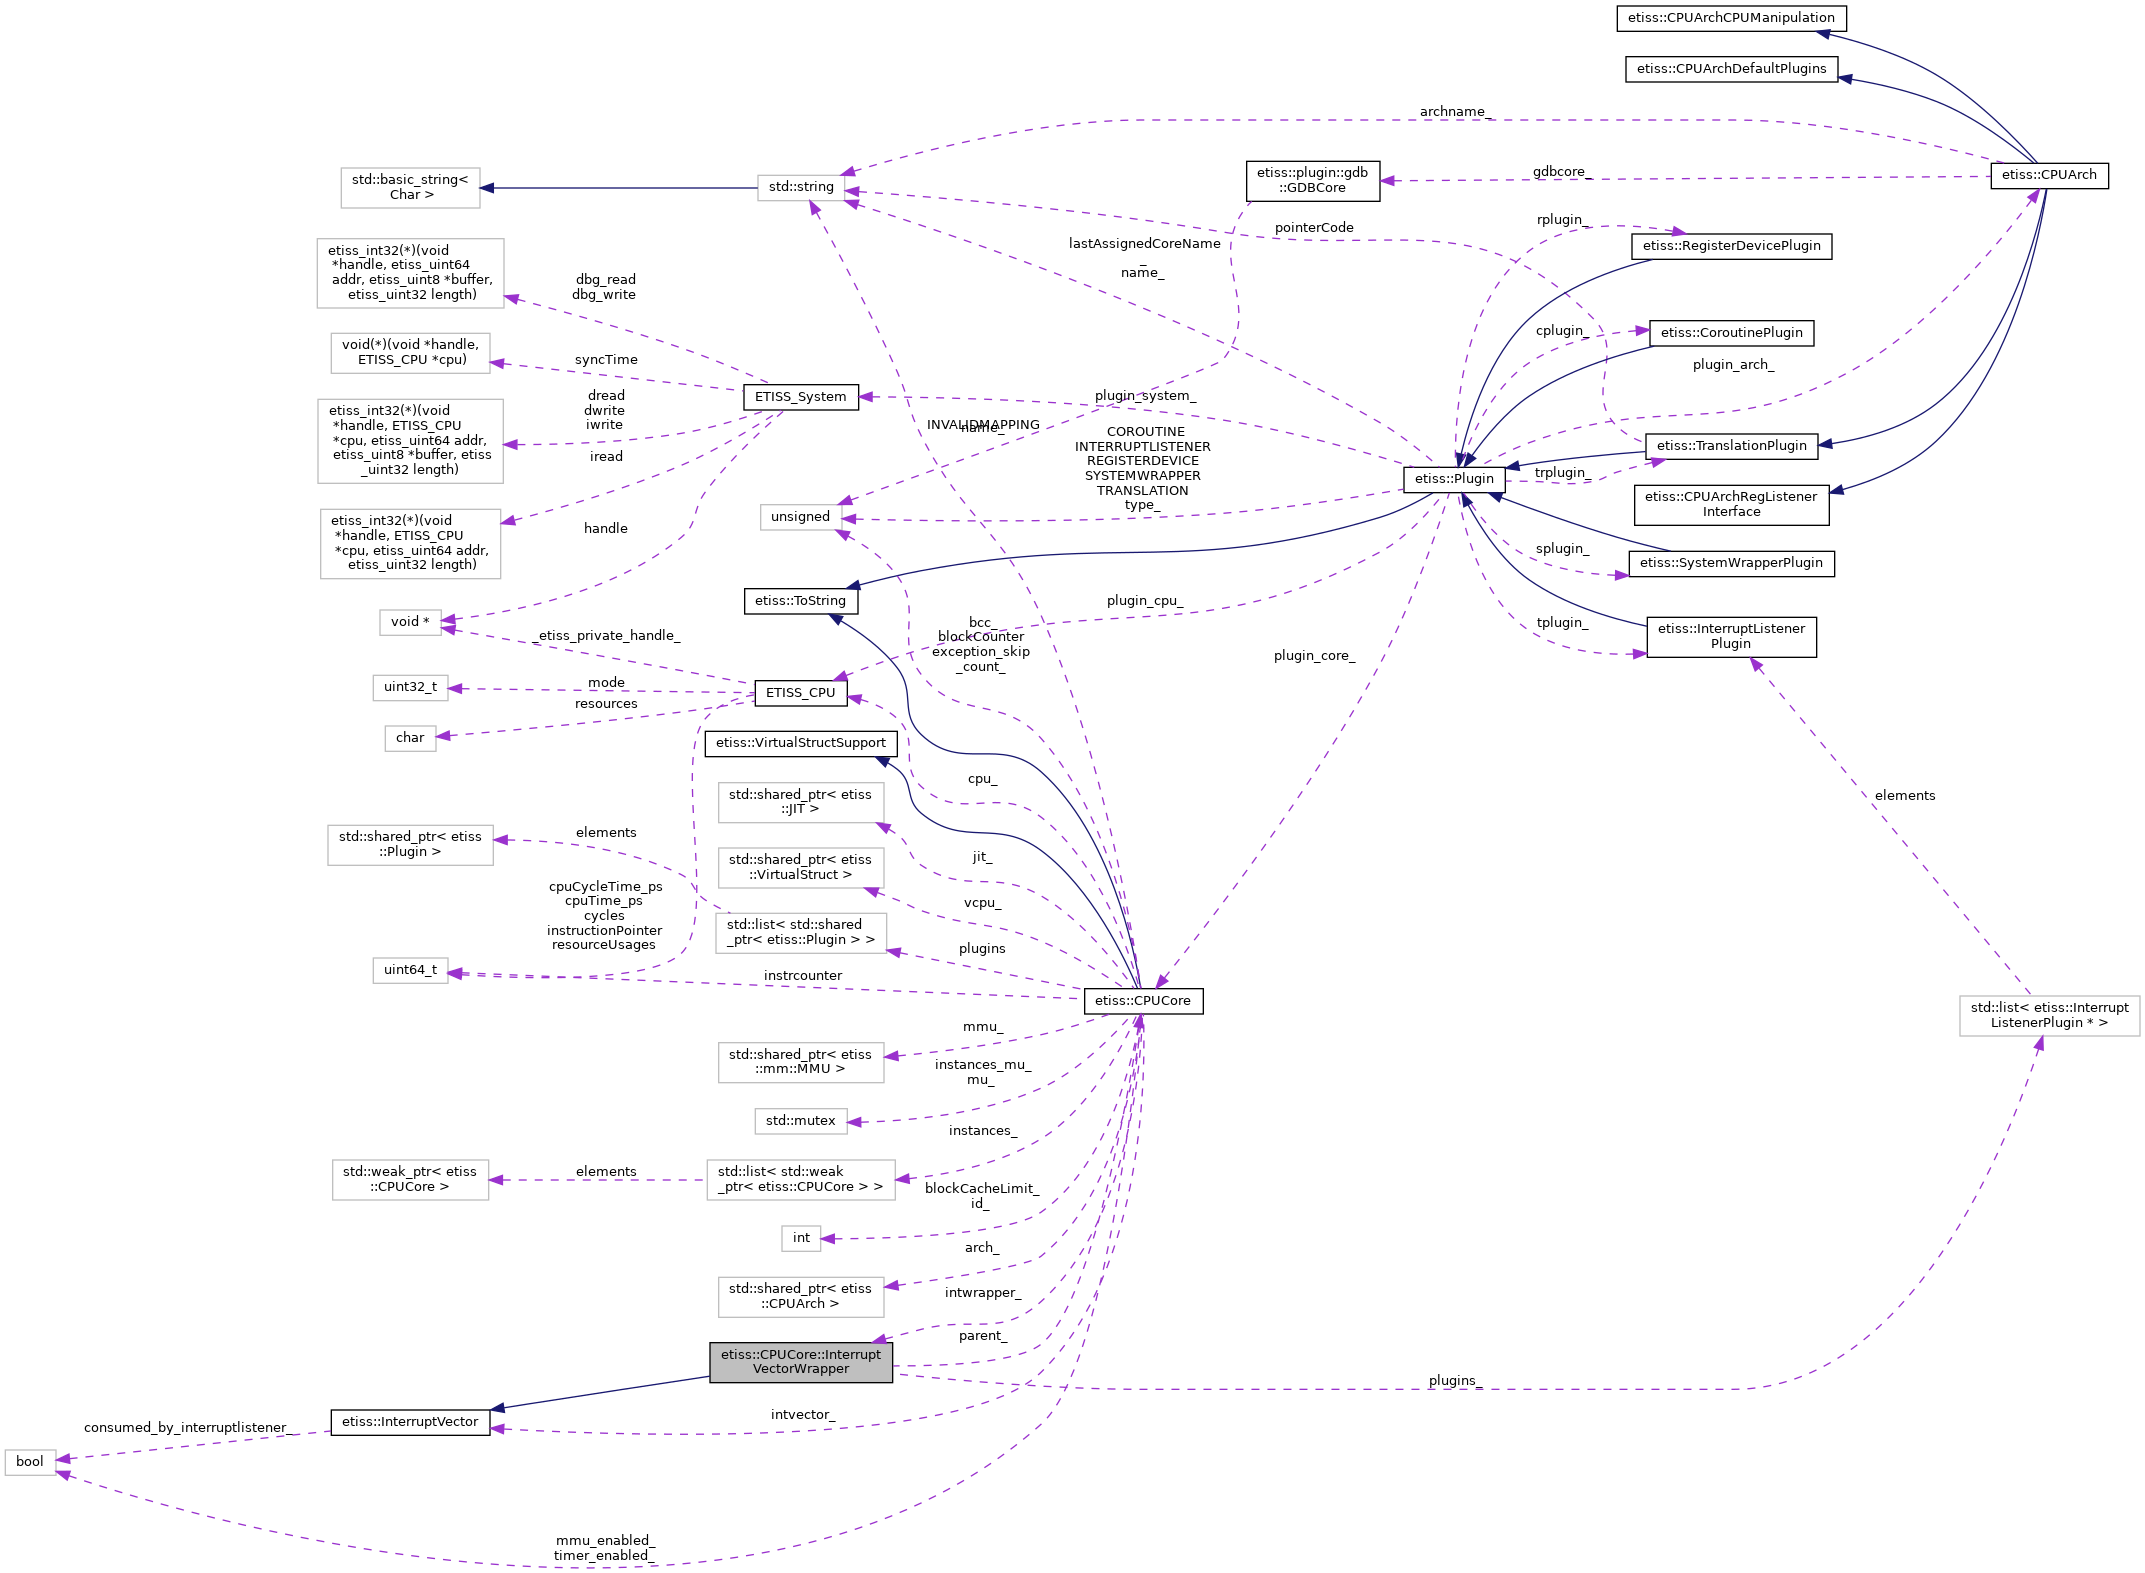 etiss::CPUArchCPUManipulation
etiss::CPUArchDefaultPlugins
archname_
etiss::plugin::gdb
::GDBCore
gdbcore_
etiss::CPUArch
std::basic_string<
Char >
std::string
rplugin_
pointerCode
etiss::RegisterDevicePlugin
lastAssignedCoreName
_
name_
etiss_int32(*)(void
*handle, etiss_uint64
addr, etiss_uint8 *buffer,
etiss_uint32 length)
dbg_read
dbg_write
void(*)(void *handle,
ETISS_CPU *cpu)
syncTime
cplugin_
etiss::CoroutinePlugin
plugin_arch_
ETISS_System
plugin_system_
etiss_int32(*)(void
*handle, ETISS_CPU
*cpu, etiss_uint64 addr,
etiss_uint8 *buffer, etiss
_uint32 length)
dread
dwrite
iwrite
INVALIDMAPPING
name_
COROUTINE
INTERRUPTLISTENER
REGISTERDEVICE
SYSTEMWRAPPER
TRANSLATION
type_
etiss::TranslationPlugin
iread
etiss::Plugin
trplugin_
etiss::CPUArchRegListener
Interface
etiss_int32(*)(void
*handle, ETISS_CPU
*cpu, etiss_uint64 addr,
etiss_uint32 length)
handle
unsigned
splugin_
etiss::SystemWrapperPlugin
etiss::ToString
plugin_cpu_
void *
_etiss_private_handle_
bcc_
blockCounter
exception_skip
_count_
tplugin_
etiss::InterruptListener
Plugin
plugin_core_
uint32_t
mode
resources
ETISS_CPU
char
etiss::VirtualStructSupport
cpu_
std::shared_ptr< etiss
::JIT >
elements
std::shared_ptr< etiss
::Plugin >
elements
jit_
std::shared_ptr< etiss
::VirtualStruct >
vcpu_
cpuCycleTime_ps
cpuTime_ps
cycles
instructionPointer
resourceUsages
std::list< std::shared
_ptr< etiss::Plugin > >
plugins
uint64_t
instrcounter
etiss::CPUCore
std::list< etiss::Interrupt
ListenerPlugin * >
mmu_
std::shared_ptr< etiss
::mm::MMU >
instances_mu_
mu_
std::mutex
instances_
std::weak_ptr< etiss
::CPUCore >
elements
std::list< std::weak
_ptr< etiss::CPUCore > >
blockCacheLimit_
id_
int
arch_
std::shared_ptr< etiss
::CPUArch >
intwrapper_
parent_
etiss::CPUCore::Interrupt
VectorWrapper
plugins_
etiss::InterruptVector
intvector_
consumed_by_interruptlistener_
bool
mmu_enabled_
timer_enabled_